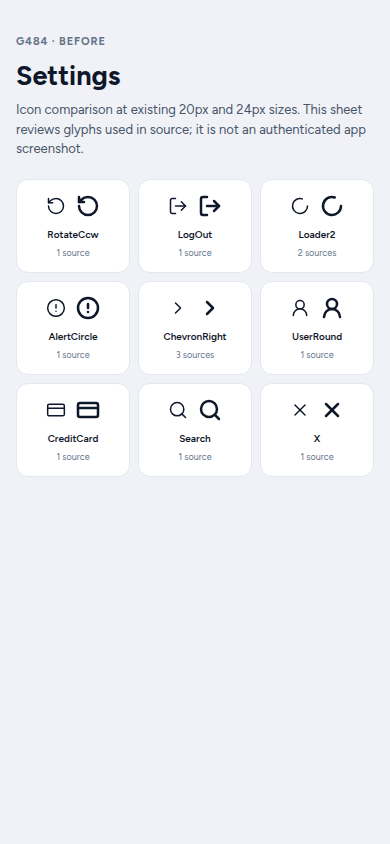 G484 · BEFORE
Settings
Icon comparison at existing 20px and 24px sizes. This sheet
reviews glyphs used in source; it is not an authenticated app
screenshot.
RotateCcw
1 source
LogOut
1 source
Loader2
2 sources
AlertCircle
1 source
ChevronRight
3 sources
UserRound
1 source
CreditCard
1 source
Search
1 source
X
1 source